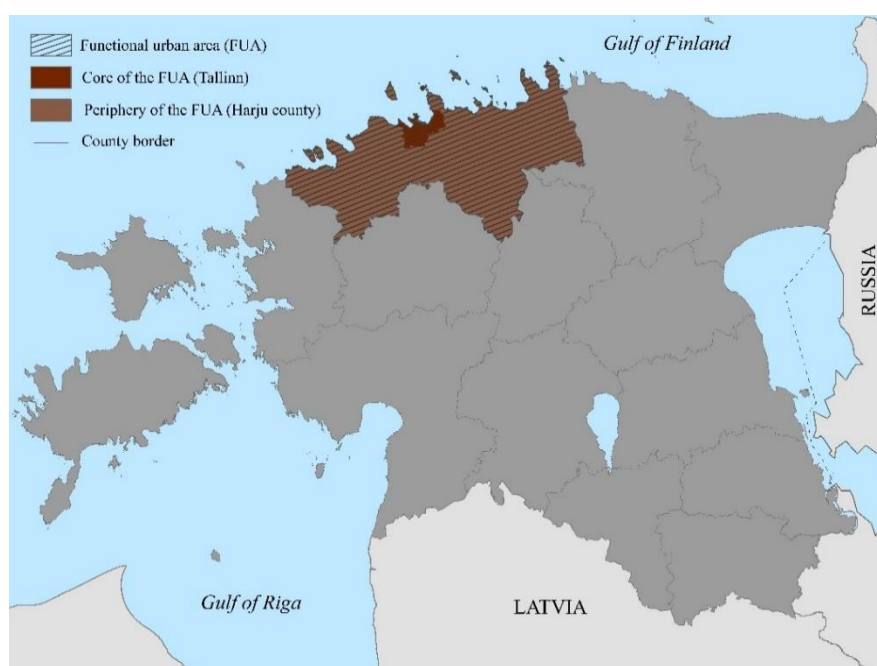 Gulf of Finland
Functional urban area (FUA)
Core of the FUA (Tallinn)
Periphery of the FUA (Harju county)
County border
RUSSIA
Gulf of Riga
LATVIA